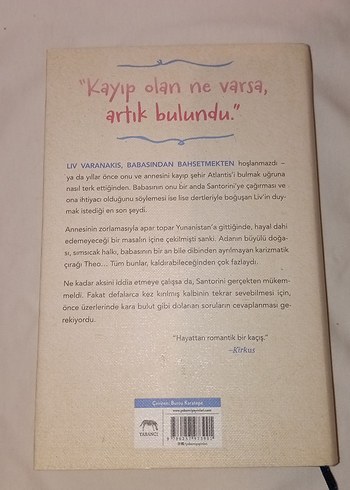 "Kayıp olan ne varsa,
artık bulundu."
LIV VARANAKIS, BABASINDAN BAHSETMEKTEN hoşlanmazdı –
ya da yıllar önce onu ve annesini kayıp şehir Atlantis'i bulmak uğruna
nasıl terk ettiğinden. Babasının onu bir anda Santorini'ye çağırması ve
ona ihtiyacı olduğunu söylemesi ise lise dertleriyle boğuşan Liv'in duy-
mak istediği en son şeydi.
Annesinin zorlamasıyla apar topar Yunanistan'a gittiğinde, hayal dahi
edemeyeceği bir masalın içine çekilmişti sanki. Adanın büyülü doğa-
sı, sımsıcak halkı, babasının bir an bile dibinden ayrılmayan karizmatik
çırağı Theo... Tüm bunlar, kaldırabileceğinden çok fazlaydı.
Ne kadar aksini iddia etmeye çalışsa da, Santorini gerçekten mükem-
meldi. Fakat defalarca kez kırılmış kalbinin tekrar sevebilmesi için,
önce üzerlerinde kara bulut gibi dolanan soruların cevaplanması ge-
rekiyordu.
"Hayattan romantik bir kaçış."
–Kirkus
Çevirmen: Burcu Karatepe
YABANCI